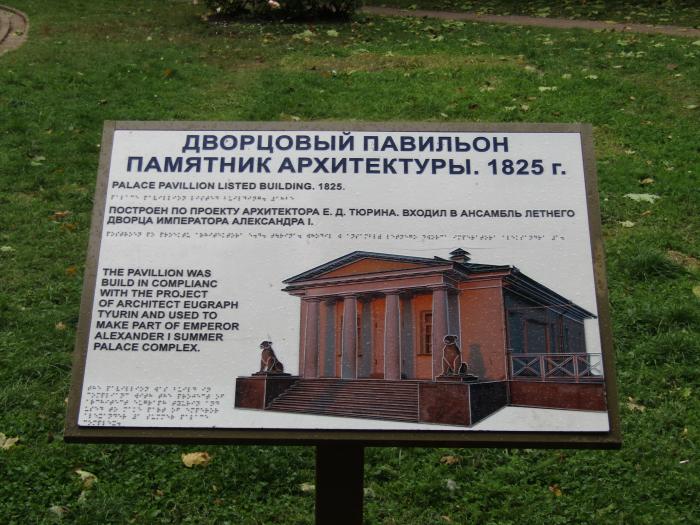 ДВОРЦОВЫЙ ПАВИЛЬОН
ПАМЯТНИК АРХИТЕКТУРЫ. 1825 г.
PALACE PAVILLION LISTED BUILDING. 1825.
ПОСТРОЕН ПО ПРОЕКТУ АРХИТЕКТОРА Е. Д. ТЮРИНА. ВХОДИЛ В АНСАМБЛЬ ЛЕТНЕГО
ДВОРЦА ИМПЕРАТОРА АЛЕКСАНДРА I.
THE PAVILLION WAS
BUILD IN COMPLIANC
WITH THE PROJECT
OF ARCHITECT EUGRAPH
TYURIN AND USED TO
MAKE PART OF EMPEROR
ALEXANDER I SUMMER
PALACE COMPLEX.